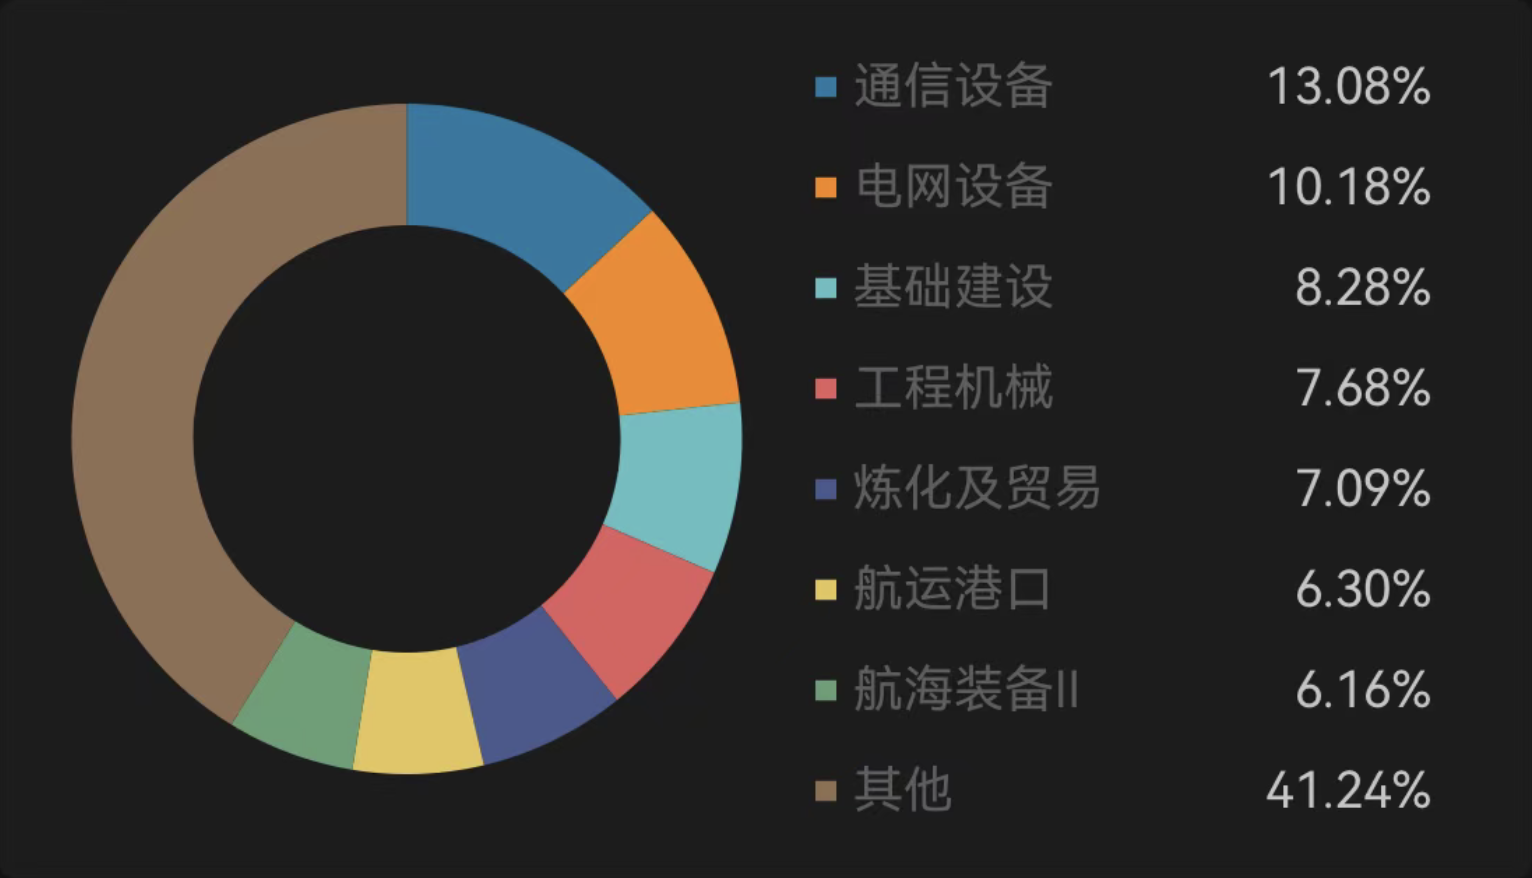 通信设备 13.08%
电网设备 10.18%
基础建设 8.28%
工程机械 7.68%
炼化及贸易 7.09%
航运港口 6.30%
航海装备II 6.16%
其他 41.24%